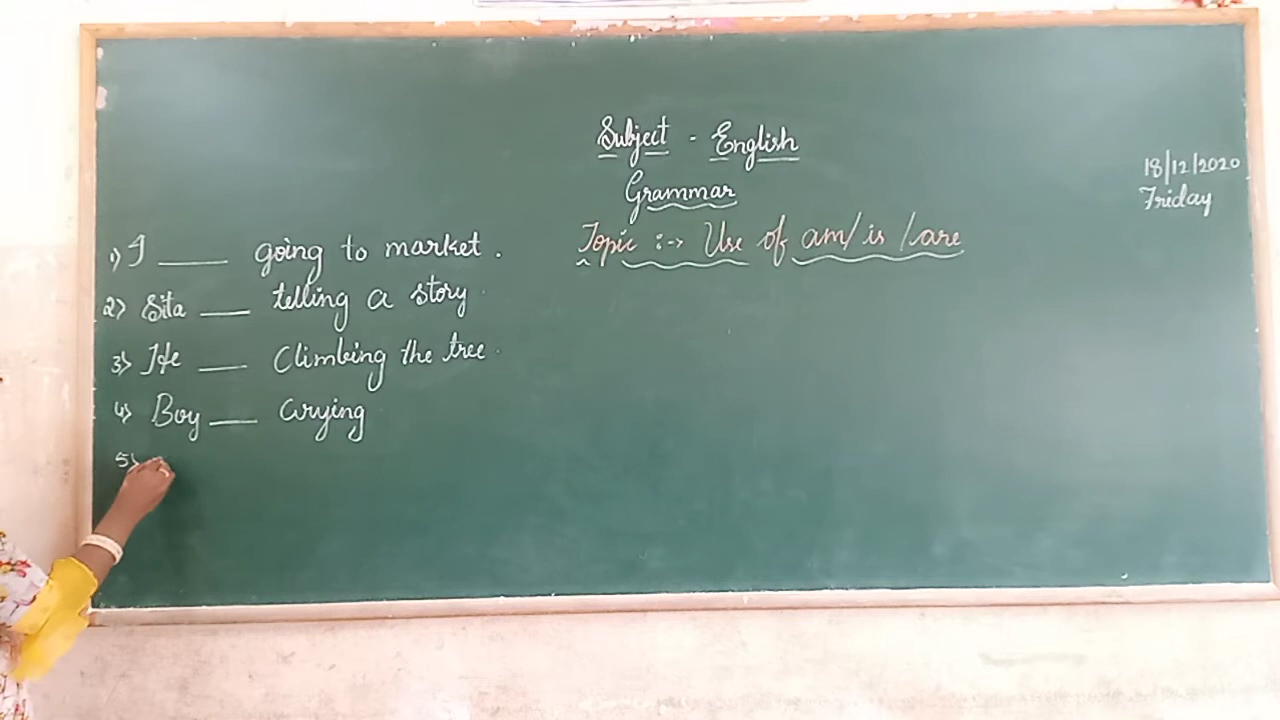 Subject - English
Grammar
18/12/2020
Friday
Topic :-> Use of am/is/are
1) I ____ going to market.
2) Sita ___ telling a story.
3) He ___ Climbing the tree.
4) Boy ___ Crying
5)